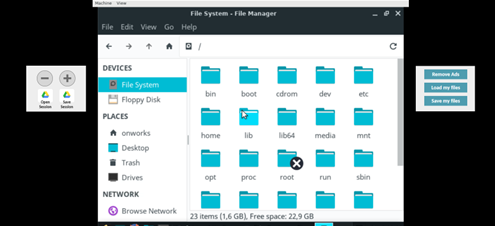 Machine View
File System - File Manager
File Edit View Go Help
/
DEVICES
File System
Floppy Disk
PLACES
onworks
Desktop
Trash
Drives
NETWORK
Browse Network
bin boot cdrom dev etc
home lib lib64 media mnt
opt proc root run sbin
23 items (1,6 GB), Free space: 22,9 GB
Open Session
Save Session
Remove Ads
Load my files
Save my files